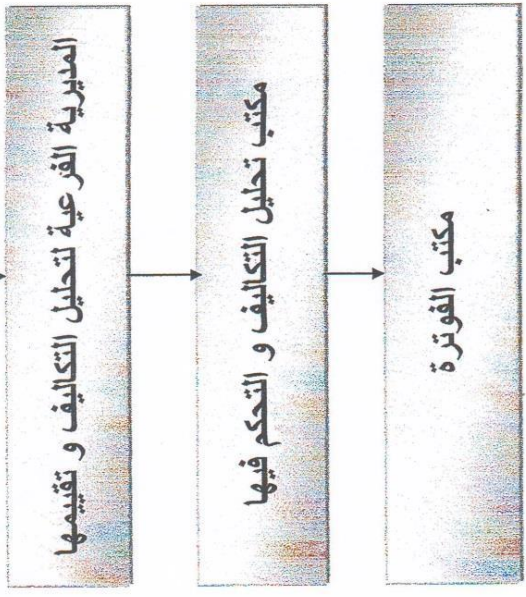 المديرية الفرعية لتحليل التكاليف و تقييمها
مكتب تحليل التكاليف و التحكم فيها
مكتب الفوترة